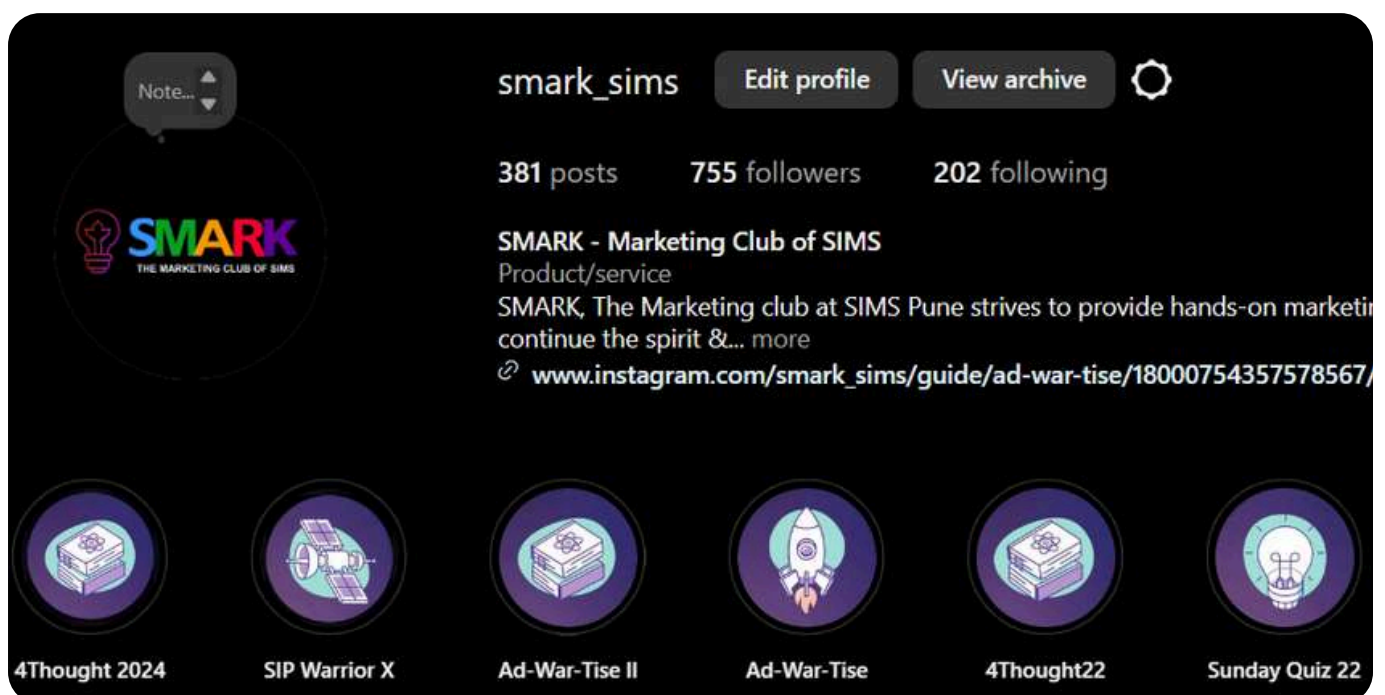 Note...
smark_sims Edit profile View archive
381 posts 755 followers 202 following
SMARK
THE MARKETING CLUB OF SIMS
SMARK - Marketing Club of SIMS
Product/service
SMARK, The Marketing club at SIMS Pune strives to provide hands-on marketin
continue the spirit &... more
www.instagram.com/smark_sims/guide/ad-war-tise/18000754357578567/
4Thought 2024 SIP Warrior X Ad-War-Tise II Ad-War-Tise 4Thought22 Sunday Quiz 22